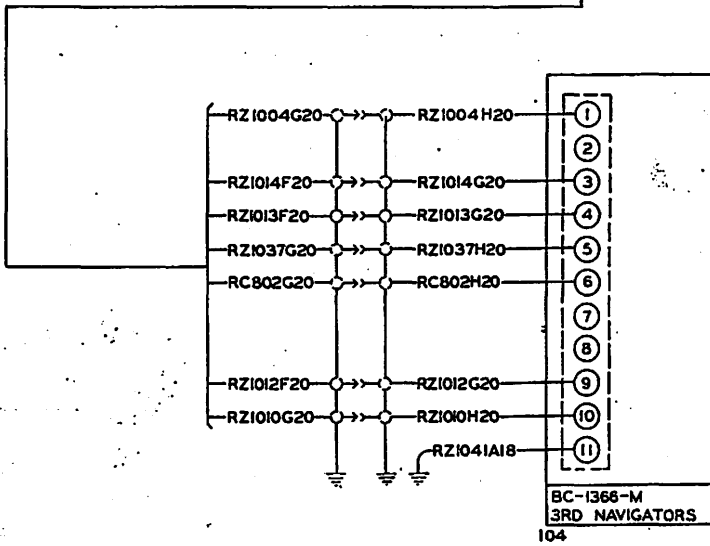 RZ1004G20 RZ1004H20 1
2
RZ1014F20 RZ1014G20 3
RZ1013F20 RZ1013G20 4
RZ1037G20 RZ1037H20 5
RC802G20 RC802H20 6
7
8
RZ1012F20 RZ1012G20 9
RZ1010G20 RZ1010H20 10
RZ1041A18 11
BC-1366-M
3RD NAVIGATORS
104